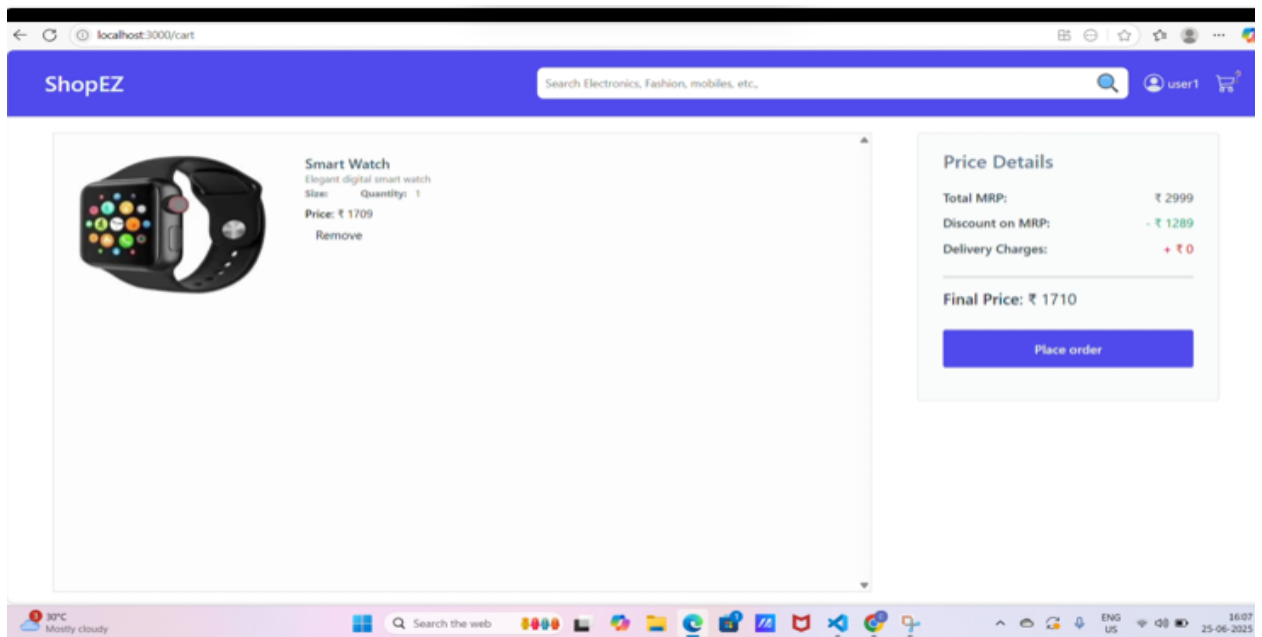 localhost:3000/cart
ShopEZ
Search Electronics, Fashion, mobiles, etc.,
user1
Smart Watch
Elegant digital smart watch
Size: Quantity: 1
Price: ₹ 1709
Remove
Price Details
Total MRP: ₹ 2999
Discount on MRP: - ₹ 1289
Delivery Charges: + ₹ 0
Final Price: ₹ 1710
Place order
30°C
Mostly cloudy
Search the web
ENG
US
16:07
25-06-2025